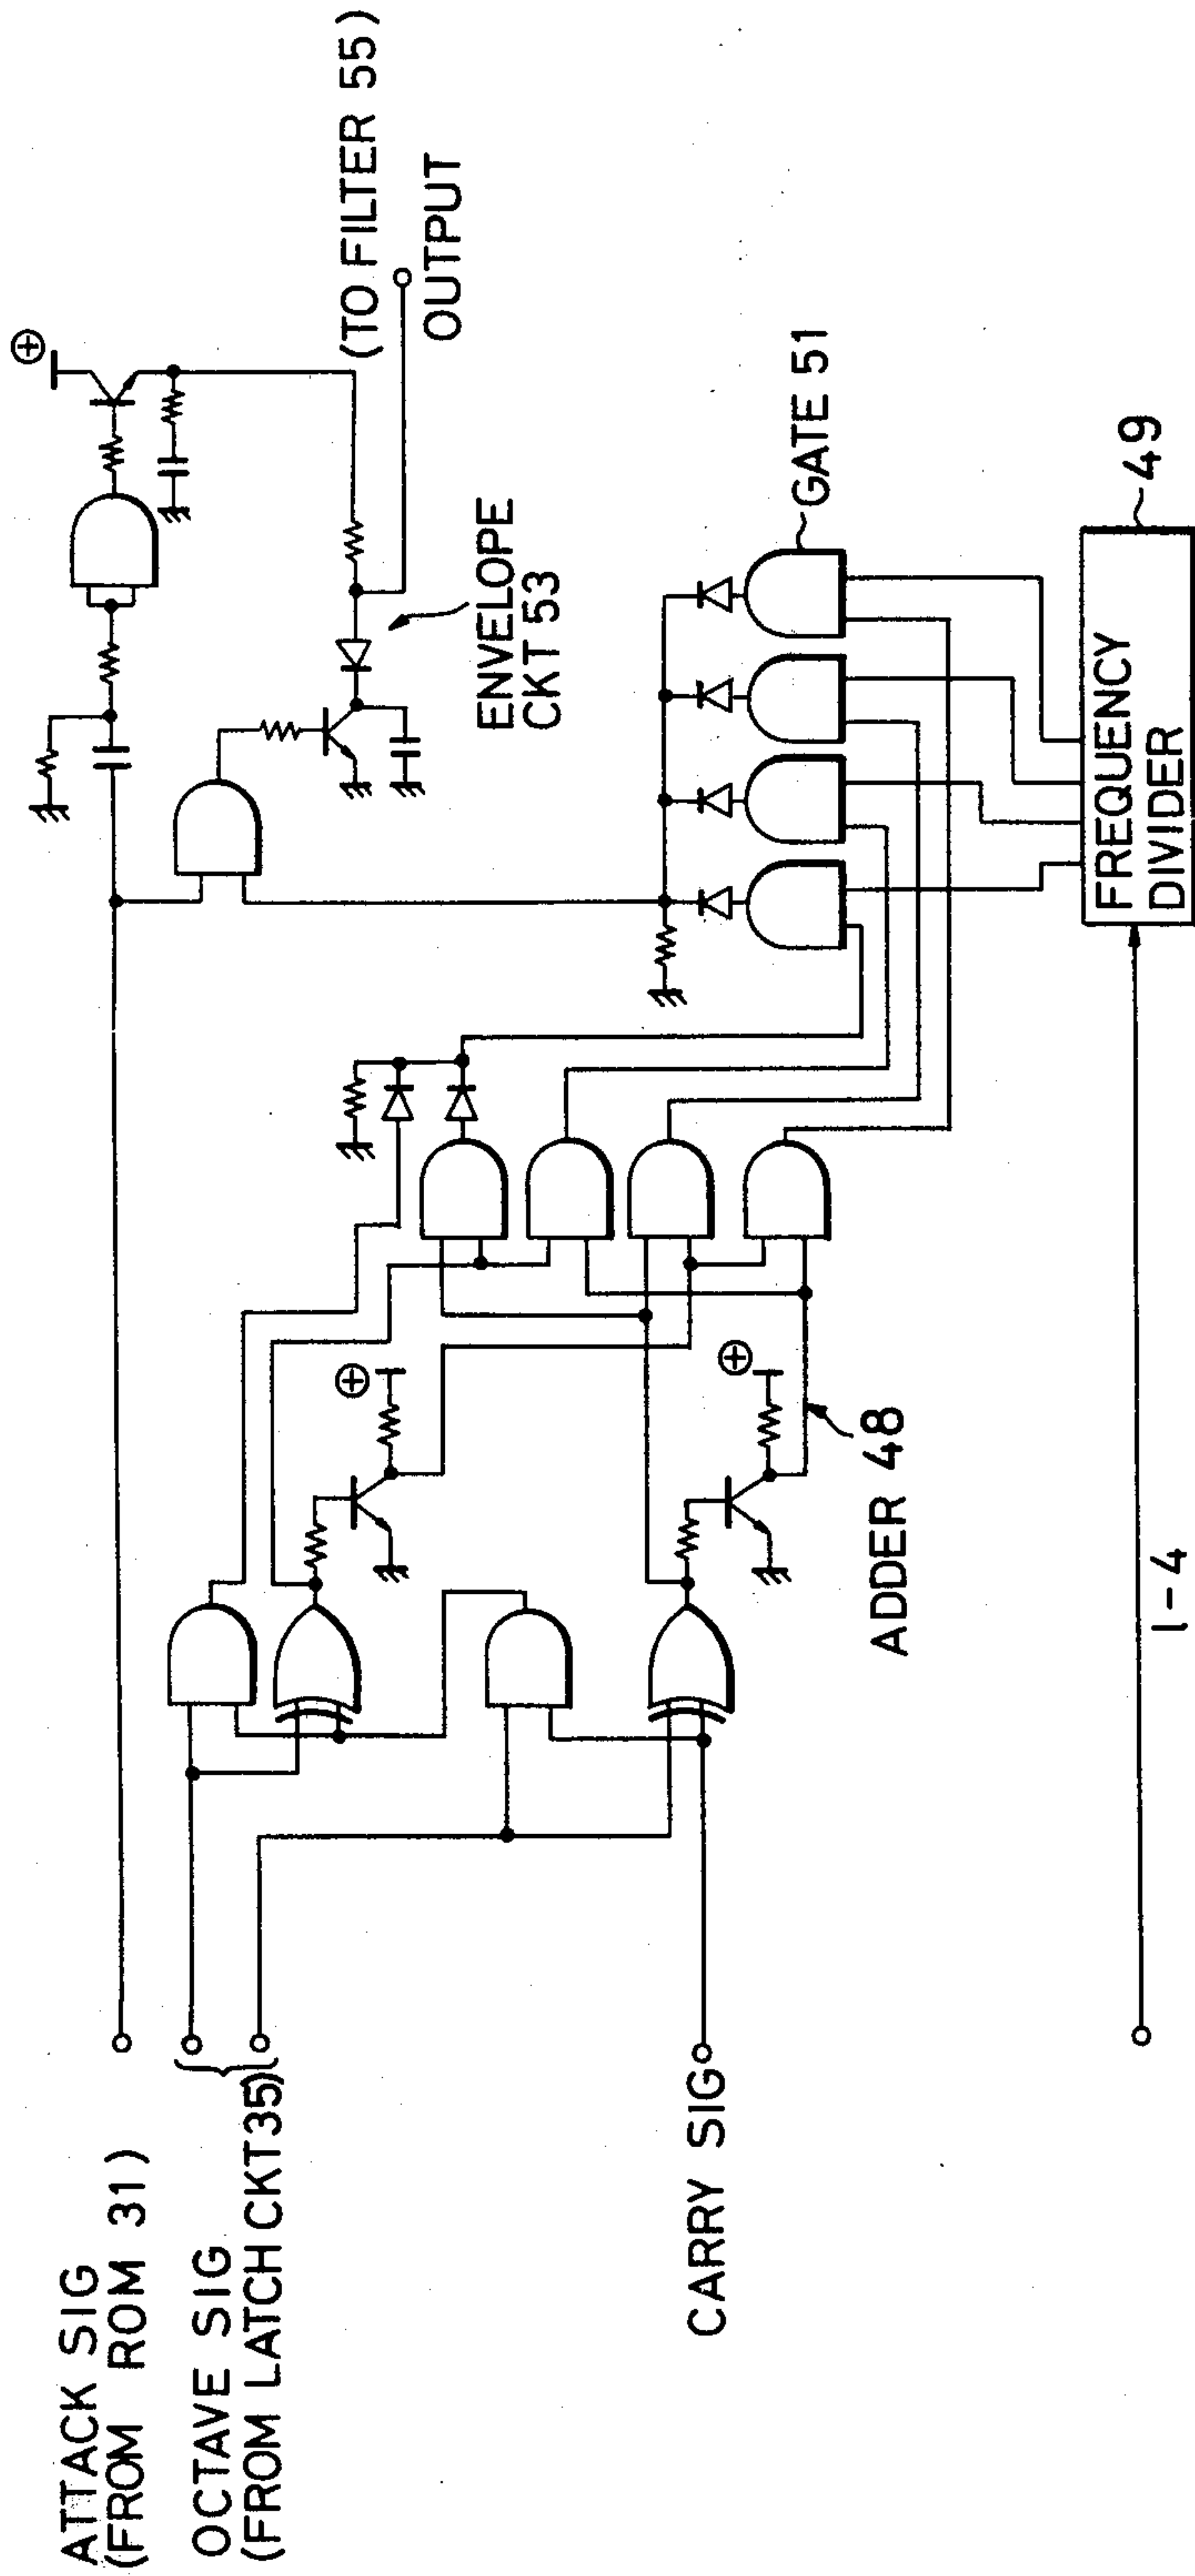 ATTACK SIG
(FROM ROM 31)
OCTAVE SIG
(FROM LATCH CKT35)
CARRY SIG
ADDER 48
1-4
FREQUENCY
DIVIDER
49
GATE 51
ENVELOPE
CKT 53
(TO FILTER 55)
OUTPUT